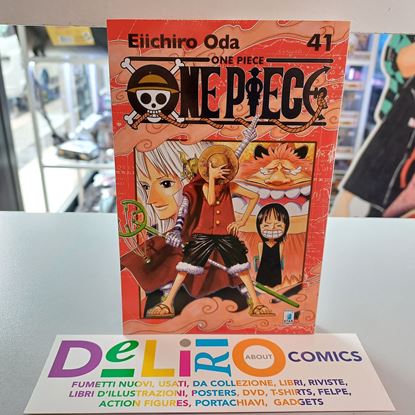 Eiichiro Oda 41
ONE PIECE
ONE PIECE
STAR
DELIRIO ABOUT COMICS
FUMETTI NUOVI, USATI, DA COLLEZIONE, LIBRI, RIVISTE,
LIBRI D'ILLUSTRAZIONI, POSTERS, DVD, T-SHIRTS, FELPE,
ACTION FIGURES, PORTACHIAVI, GADGETS